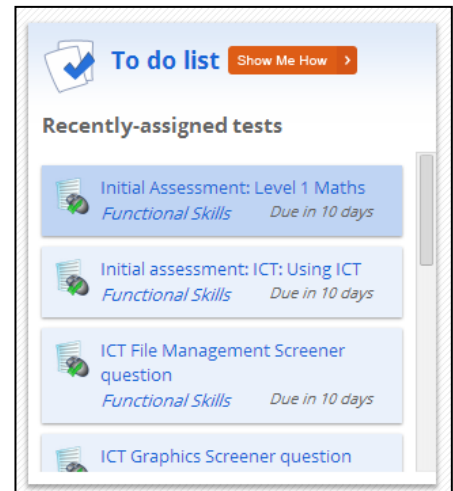 To do list Show Me How >
Recently-assigned tests
Initial Assessment: Level 1 Maths
Functional Skills Due in 10 days
Initial assessment: ICT: Using ICT
Functional Skills Due in 10 days
ICT File Management Screener
question
Functional Skills Due in 10 days
ICT Graphics Screener question